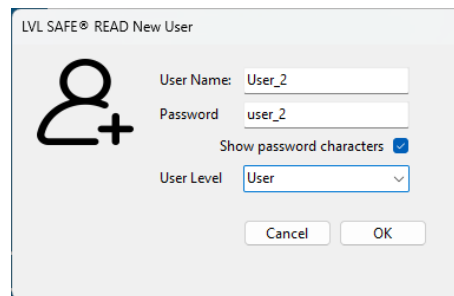 LVL SAFE® READ New User
User Name: User_2
Password user_2
Show password characters
User Level User
Cancel OK